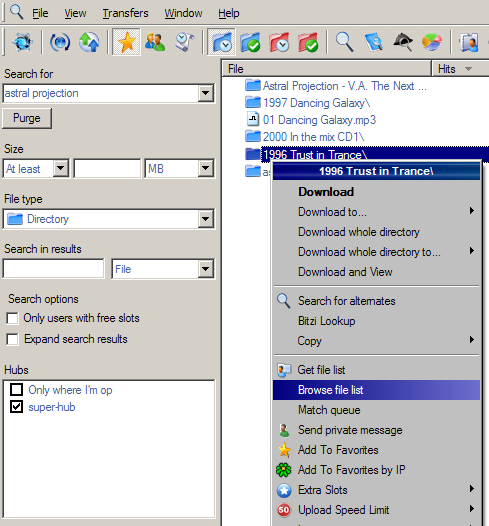 File View Transfers Window Help
Search for
astral projection
Purge
Size
At least MB
File type
Directory
Search in results
File
Search options
Only users with free slots
Expand search results
Hubs
Only where I'm op
super-hub
File Hits
Astral Projection - V.A. The Next ...
1997 Dancing Galaxy\
01 Dancing Galaxy.mp3
2000 In the mix CD1\
1996 Trust in Trance\
as
1996 Trust in Trance\
Download
Download to...
Download whole directory
Download whole directory to...
Download and View
Search for alternates
Bitzi Lookup
Copy
Get file list
Browse file list
Match queue
Send private message
Add To Favorites
Add To Favorites by IP
Extra Slots
50 Upload Speed Limit